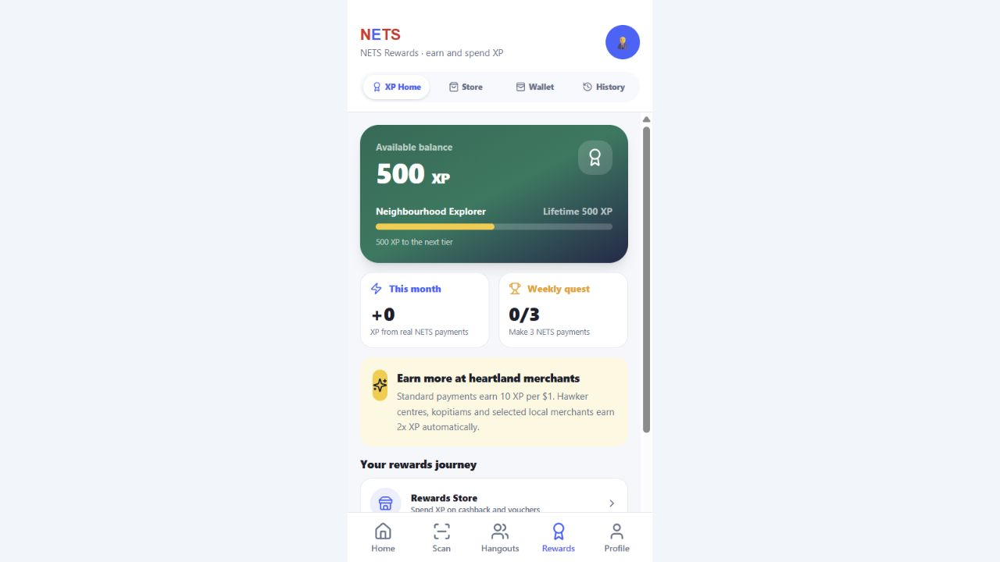 NETS
NETS Rewards · earn and spend XP
XP Home
Store
Wallet
History
Available balance
500 XP
Neighbourhood Explorer
Lifetime 500 XP
500 XP to the next tier
This month
+0
XP from real NETS payments
Weekly quest
0/3
Make 3 NETS payments
Earn more at heartland merchants
Standard payments earn 10 XP per $1. Hawker
centres, kopitiams and selected local merchants earn
2x XP automatically.
Your rewards journey
Rewards Store
Spend XP on cashback and vouchers
Home
Scan
Hangouts
Rewards
Profile